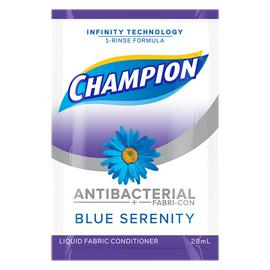 INFINITY TECHNOLOGY
1-RINSE FORMULA
CHAMPION
ANTIBACTERIAL
+ FABRI-CON
BLUE SERENITY
LIQUID FABRIC CONDITIONER 28mL